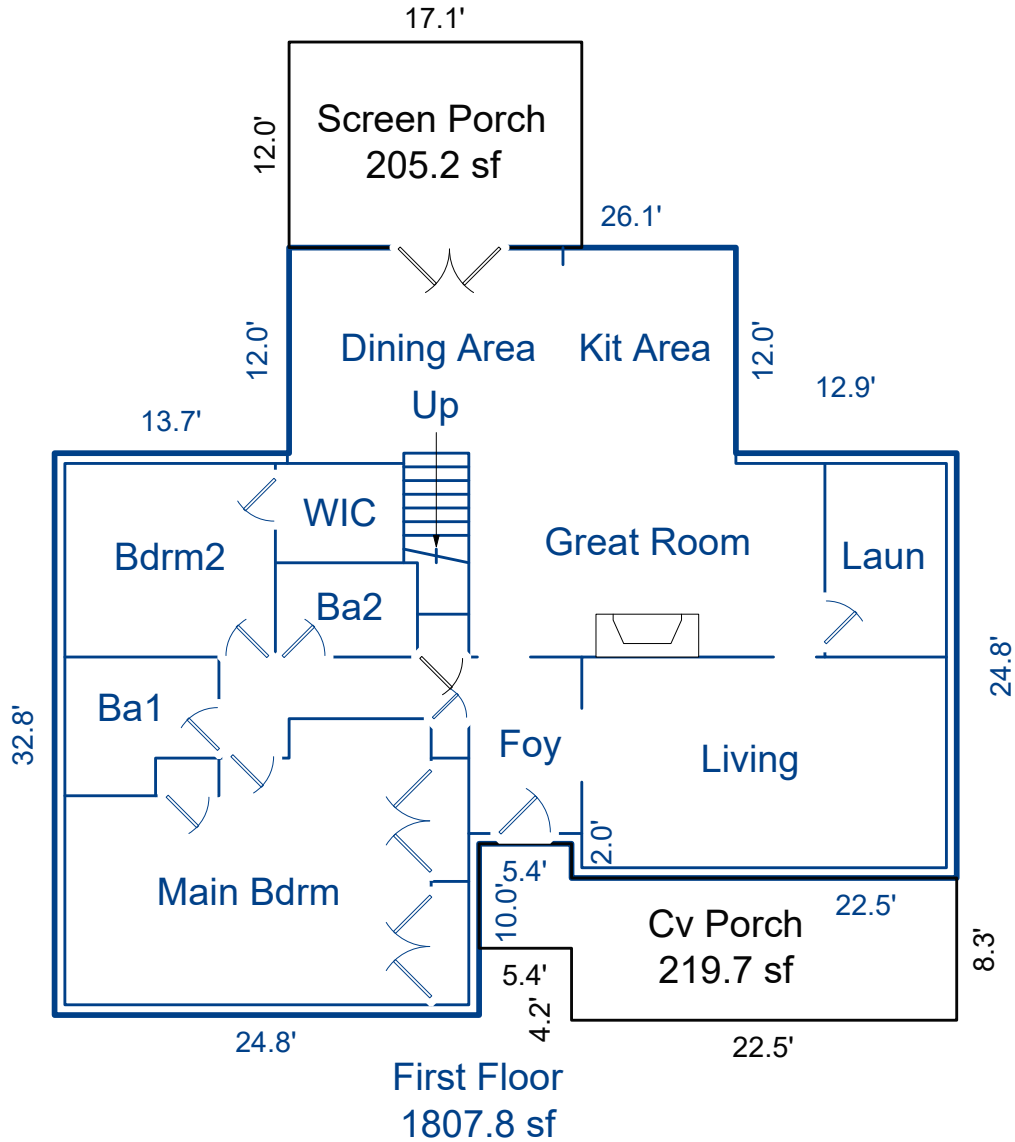 17.1'
Screen Porch
205.2 sf
12.0'
26.1'
12.0'
Dining Area
Kit Area
12.0'
12.9'
Up
13.7'
WIC
Bdrm2
Great Room
Laun
Ba2
24.8'
32.8'
Ba1
Foy
Living
2.0'
5.4'
Main Bdrm
10.0'
22.5'
Cv Porch
219.7 sf
8.3'
5.4'
4.2'
24.8'
22.5'
First Floor
1807.8 sf